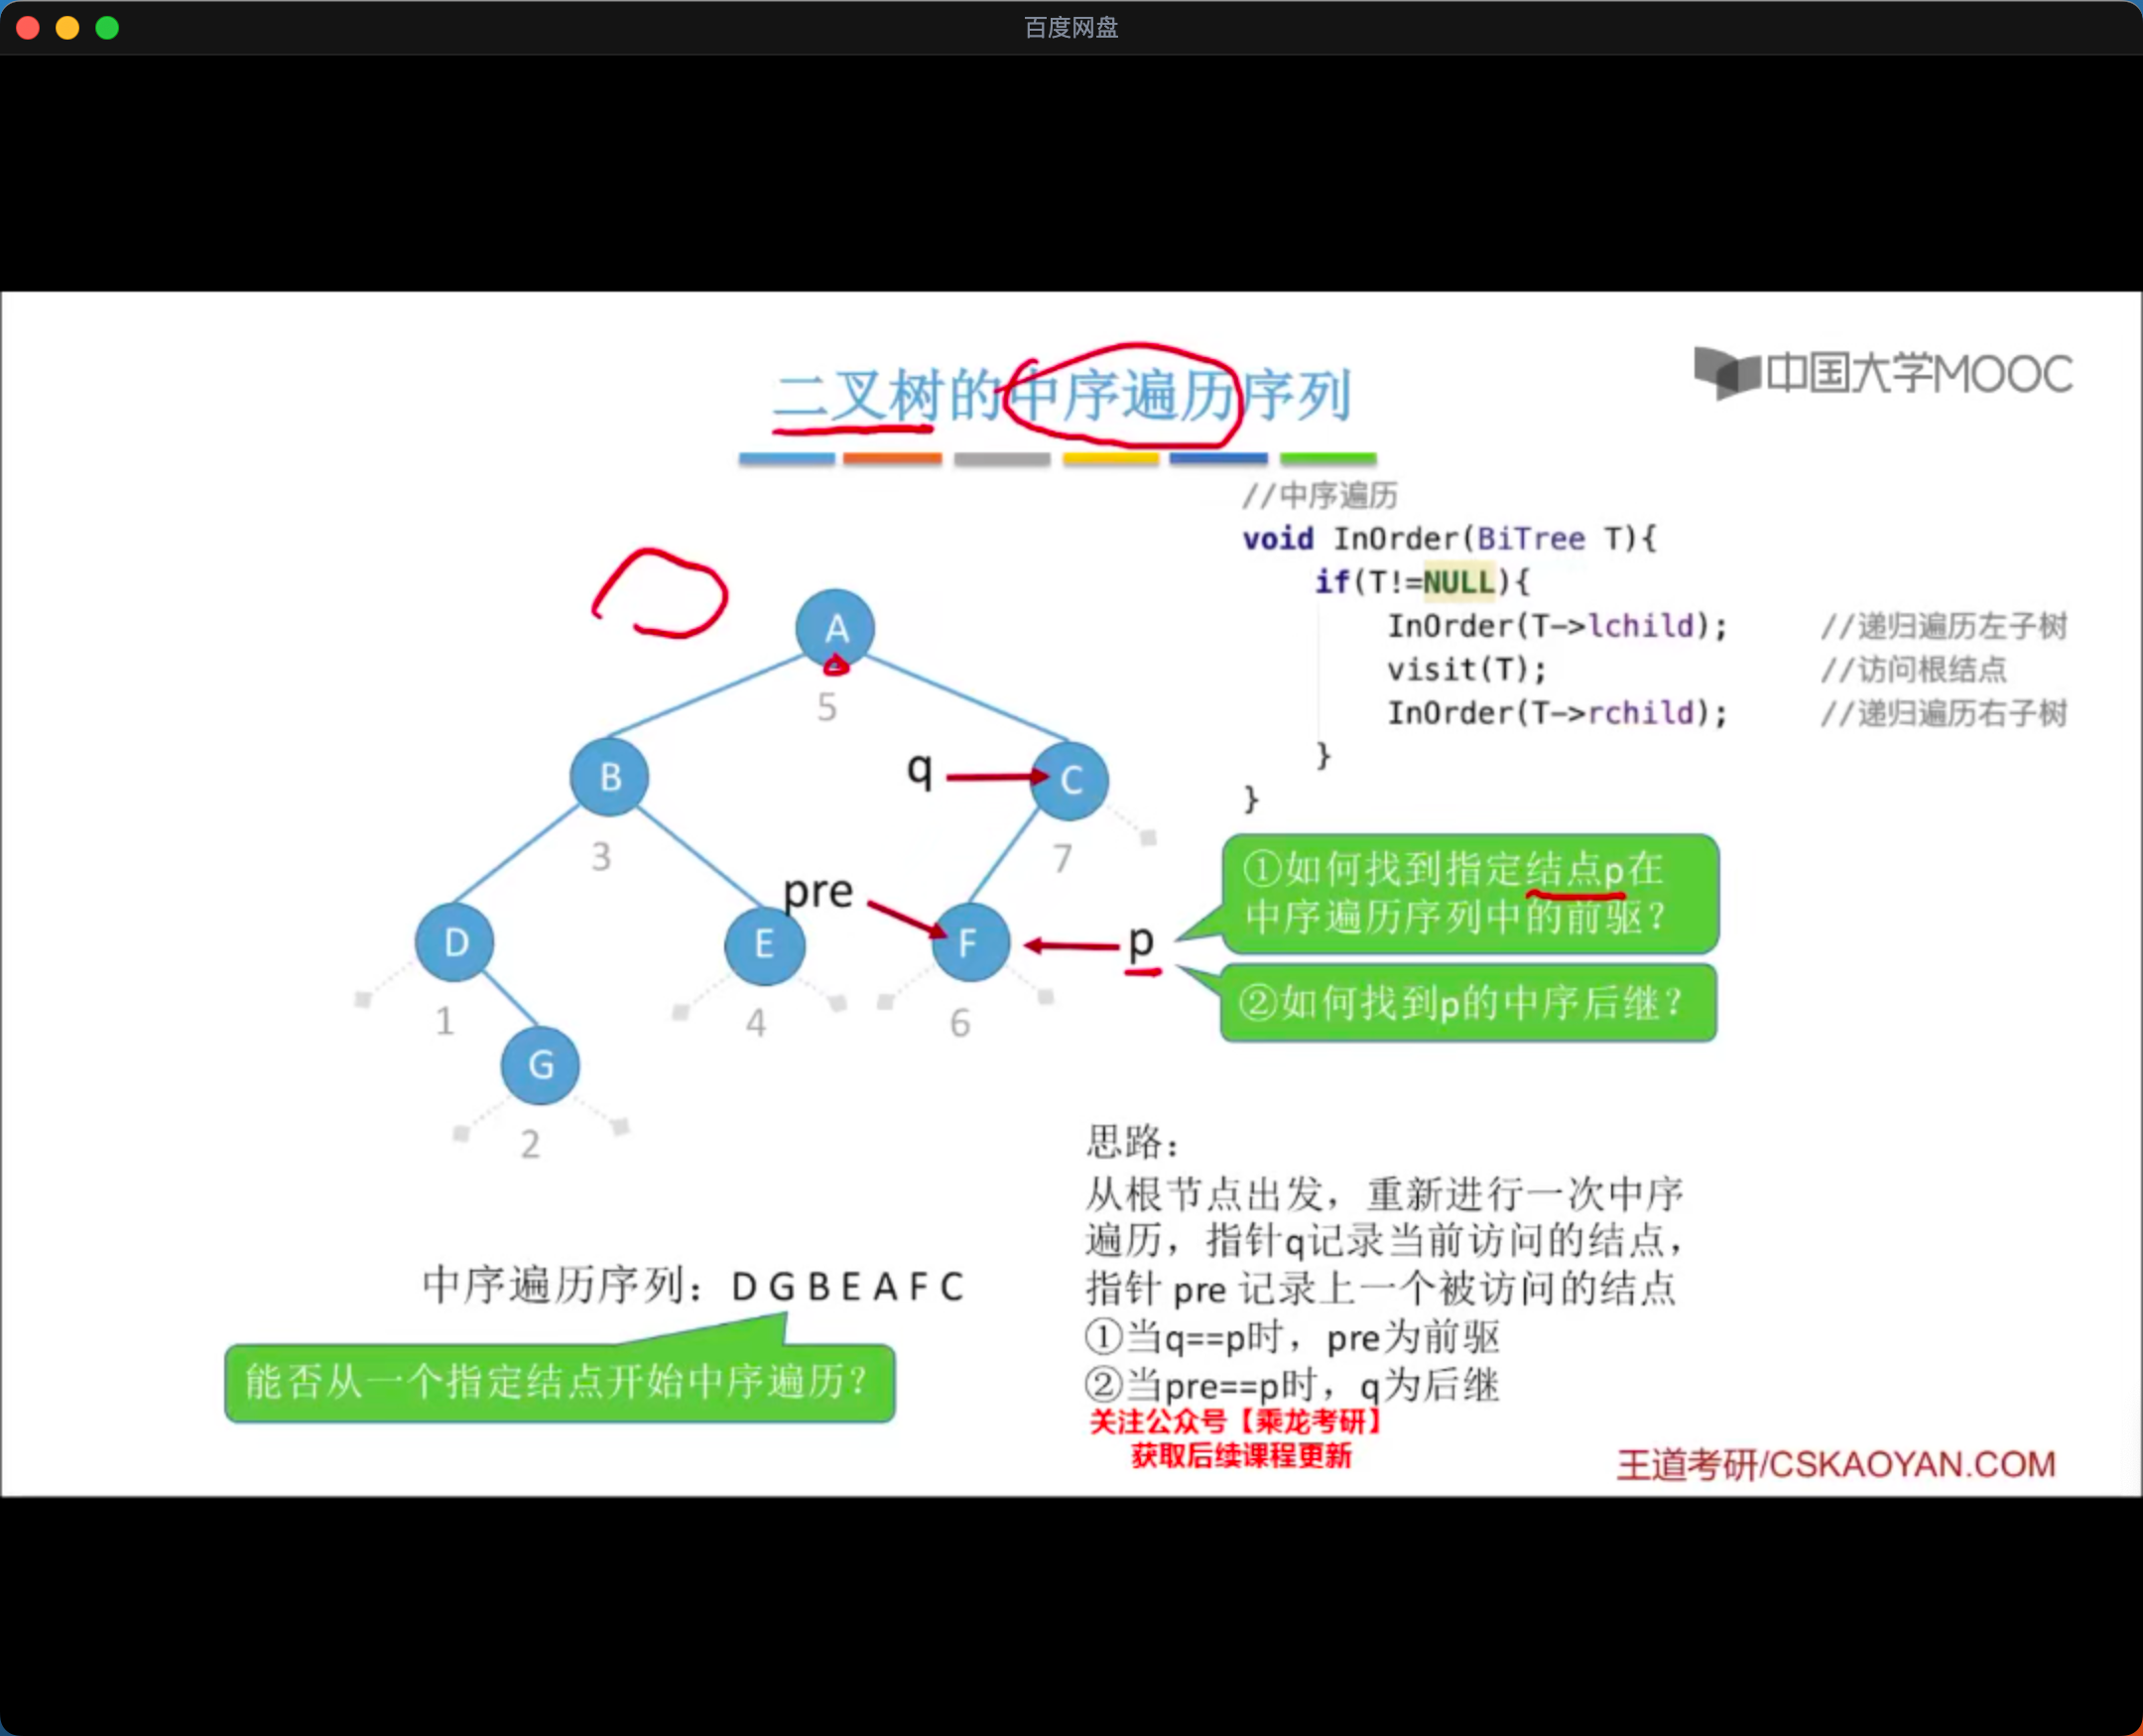 百度网盘
二叉树的中序遍历序列
中国大学MOOC
//中序遍历
void InOrder(BiTree T){
if(T!=NULL){
InOrder(T->lchild); //递归遍历左子树
visit(T); //访问根结点
InOrder(T->rchild); //递归遍历右子树
}
}
A
5
B
3
q
C
7
pre
D
1
E
4
F
6
p
G
2
①如何找到指定结点p在
中序遍历序列中的前驱?
②如何找到p的中序后继?
思路:
从根节点出发，重新进行一次中序
遍历，指针q记录当前访问的结点，
指针 pre 记录上一个被访问的结点
①当q==p时，pre为前驱
②当pre==p时，q为后继
中序遍历序列：D G B E A F C
能否从一个指定结点开始中序遍历?
关注公众号【乘龙考研】
获取后续课程更新
王道考研/CSKAOYAN.COM